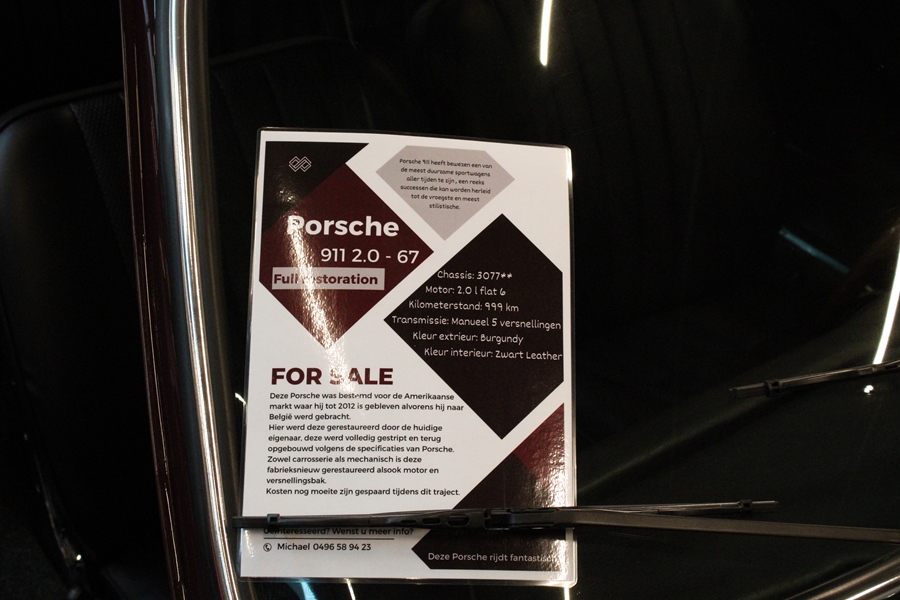 Porsche 911 heeft bewezen een van
de meest duurzame sportwagens
aller tijden te zijn, een reeks
successen die kan worden herleid
tot de vroegste en meest
stilistische.
Porsche
911 2.0 - 67
Full restoration
Chassis: 3077**
Motor: 2.0 l flat 6
Kilometerstand: 999 km
Transmissie: Manueel 5 versnellingen
Kleur extrieur: Burgundy
Kleur interieur: Zwart Leather
FOR SALE
Deze Porsche was bestemd voor de Amerikaanse
markt waar hij tot 2012 is gebleven alvorens hij naar
België werd gebracht.
Hier werd deze gerestaureerd door de huidige
eigenaar, deze werd volledig gestript en terug
opgebouwd volgens de specificaties van Porsche.
Zowel carrosserie als mechanisch is deze
fabrieksnieuw gerestaureerd alsook motor en
versnellingsbak.
Kosten nog moeite zijn gespaard tijdens dit traject.
Geïnteresseerd? Wenst u meer info?
Michael 0496 58 94 23
Deze Porsche rijdt fantastisch